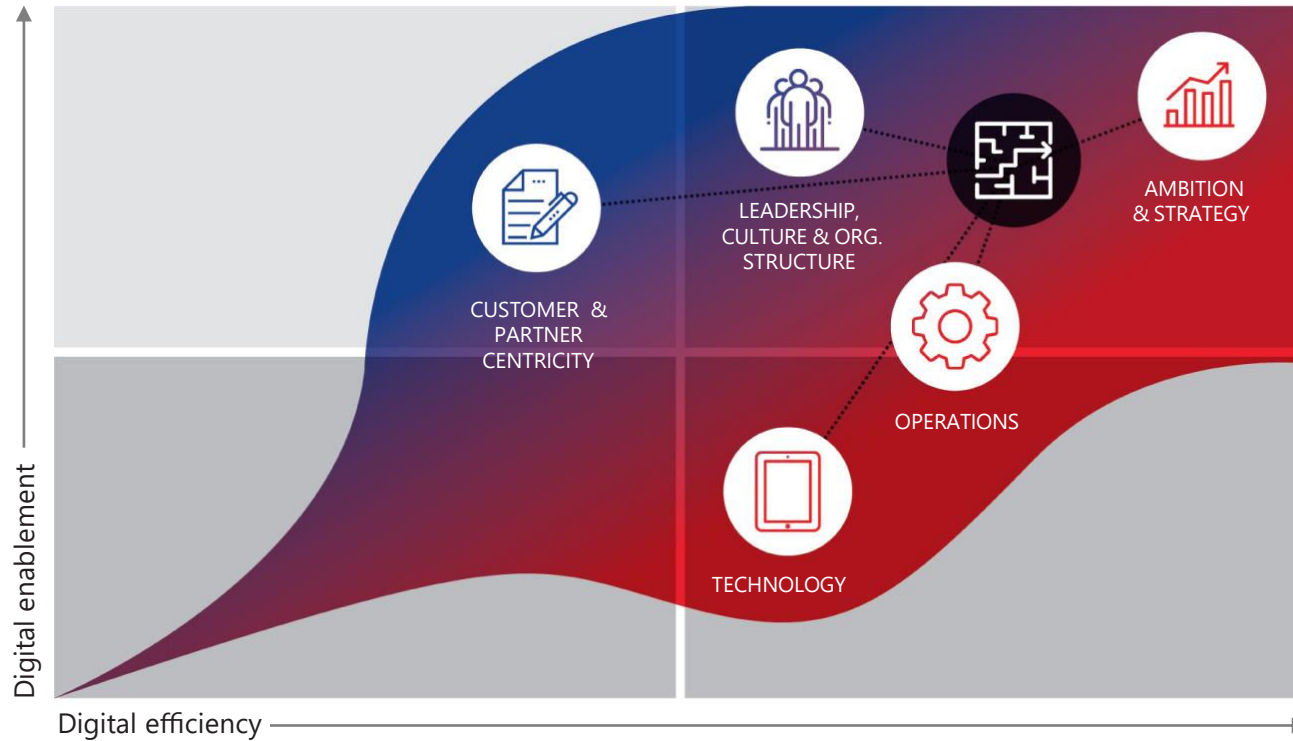 Digital enablement
LEADERSHIP,
CULTURE & ORG.
STRUCTURE
AMBITION
& STRATEGY
CUSTOMER &
PARTNER
CENTRICITY
OPERATIONS
TECHNOLOGY
Digital efficiency